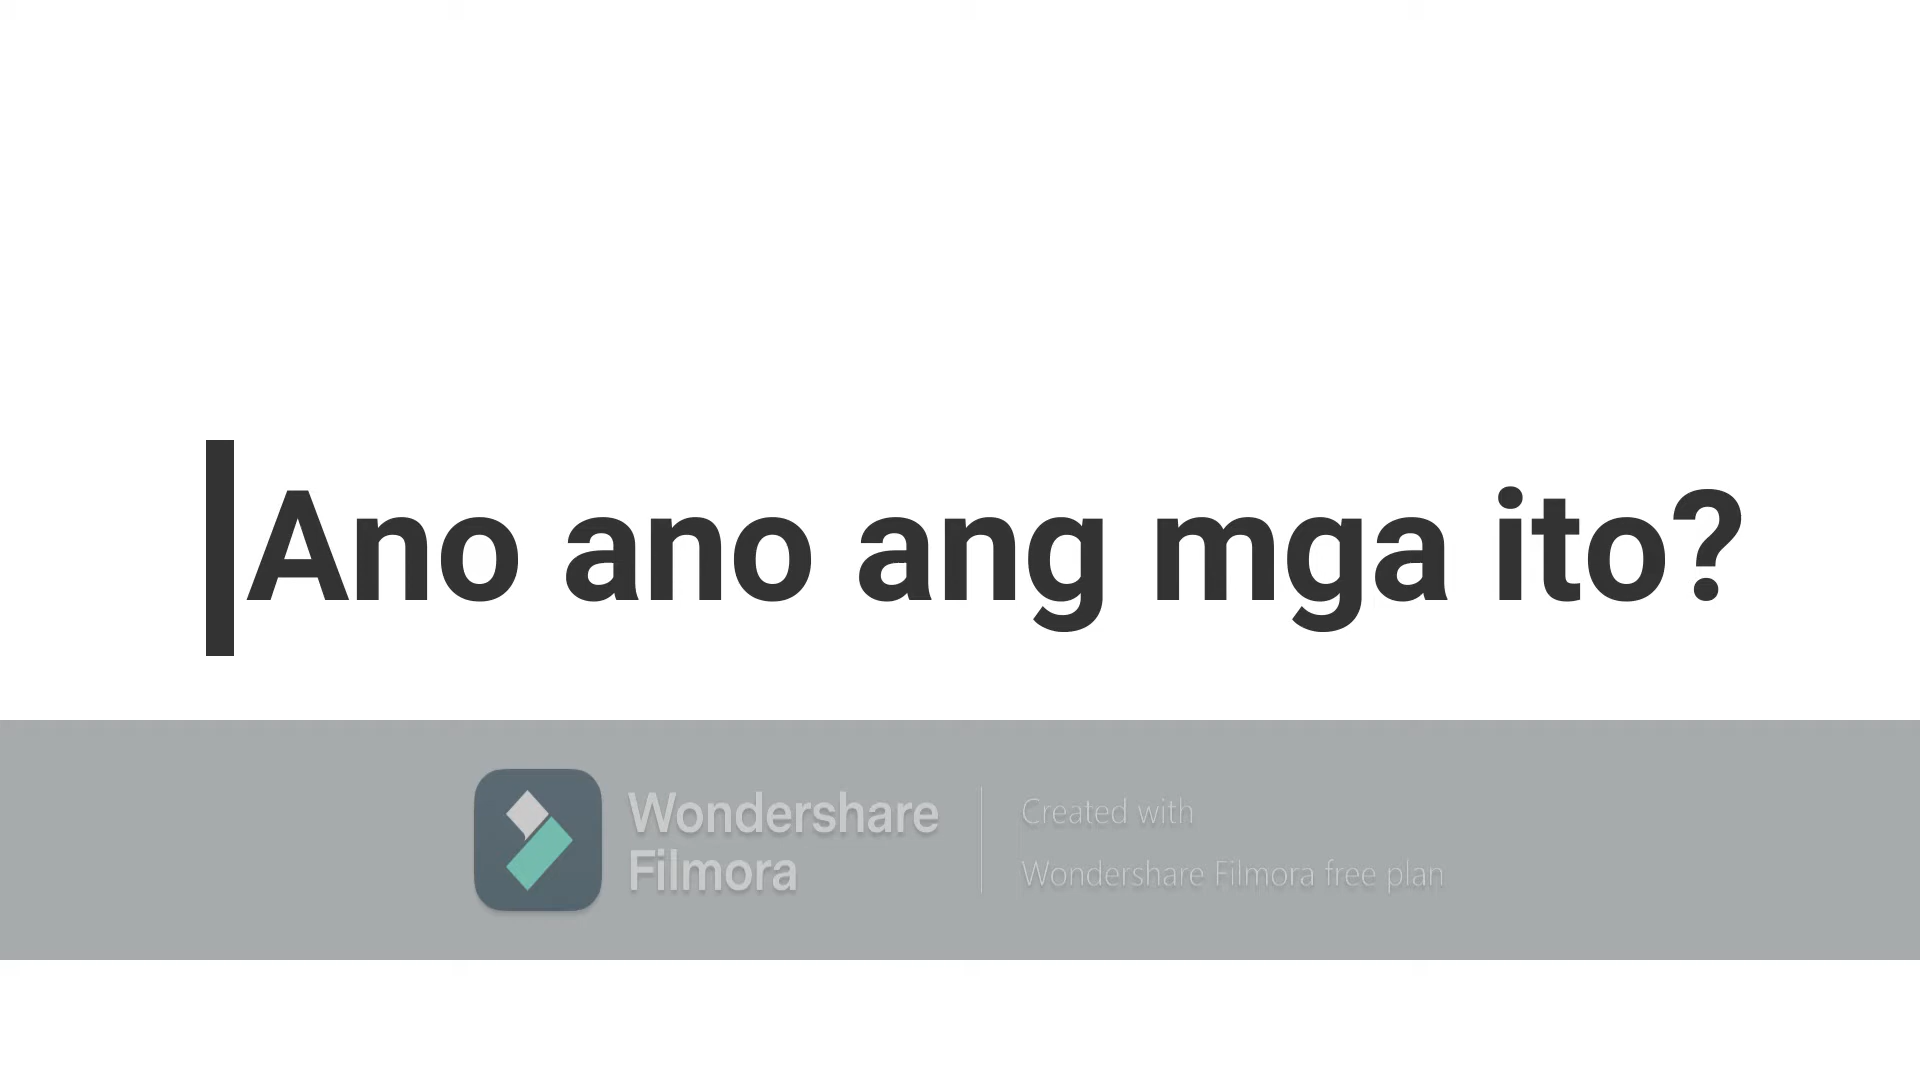 Ano ano ang mga ito?
Wondershare
Filmora
Created with
Wondershare Filmora free plan